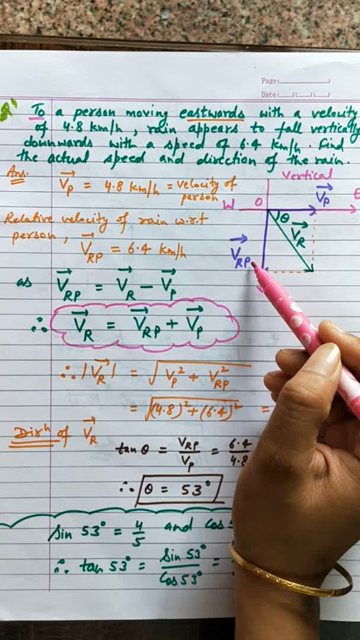 Page:
Date:
Q' To a person moving eastwards with a velocity
of 4.8 km/h, rain appears to fall vertically
downwards with a speed of 6.4 km/h. Find
the actual speed and direction of the rain.
Ans:
V⃗P = 4.8 km/h = velocity of
person
Relative velocity of rain w.r.t
person, V⃗RP = 6.4 km/h
Vertical
W O V⃗P E
θ
V⃗R
V⃗RP
as V⃗RP = V⃗R − V⃗P
∴ V⃗R = V⃗RP + V⃗P
∴ |V⃗R| = √(VP² + VRP²)
= √((4.8)² + (6.4)²) =
Dirⁿ of V⃗R
tan θ = VRP/VP = 6.4/4.8
∴ θ = 53°
sin 53° = 4/5 and cos 5
∴ tan 53° = sin 53°/cos 53° =